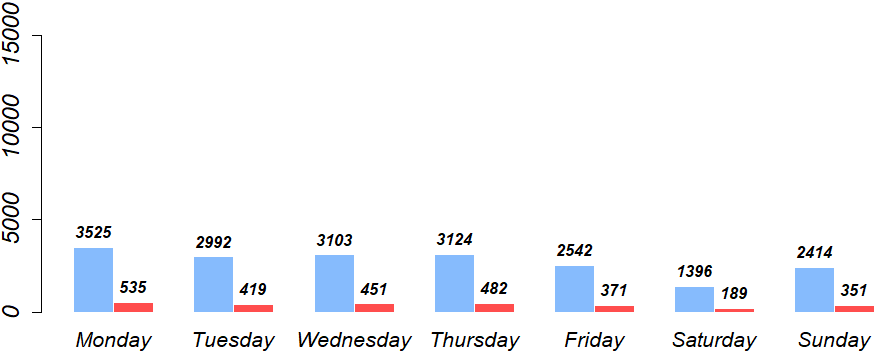 15000
10000
5000
0
3525
535
2992
419
3103
451
3124
482
2542
371
1396
189
2414
351
Monday
Tuesday
Wednesday
Thursday
Friday
Saturday
Sunday